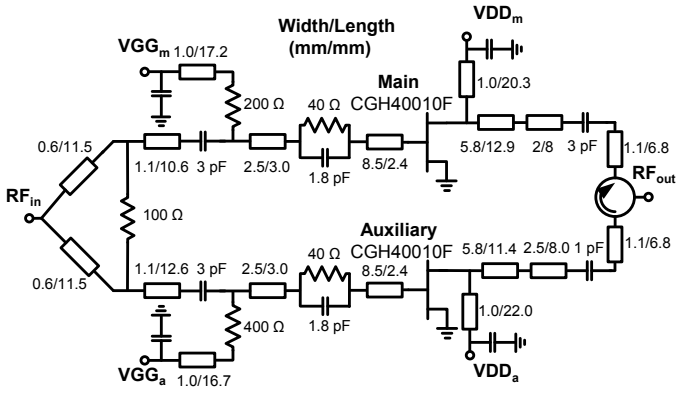 Width/Length
(mm/mm)
VGGm 1.0/17.2
VDDm
1.0/20.3
Main
CGH40010F
200 Ω
40 Ω
0.6/11.5
1.1/10.6
3 pF
2.5/3.0
1.8 pF
8.5/2.4
5.8/12.9
2/8
3 pF
1.1/6.8
RFin
100 Ω
RFout
Auxiliary
CGH40010F
40 Ω
0.6/11.5
1.1/12.6
3 pF
2.5/3.0
8.5/2.4
5.8/11.4
2.5/8.0
1 pF
1.1/6.8
1.8 pF
400 Ω
1.0/22.0
VGGa
1.0/16.7
VDDa